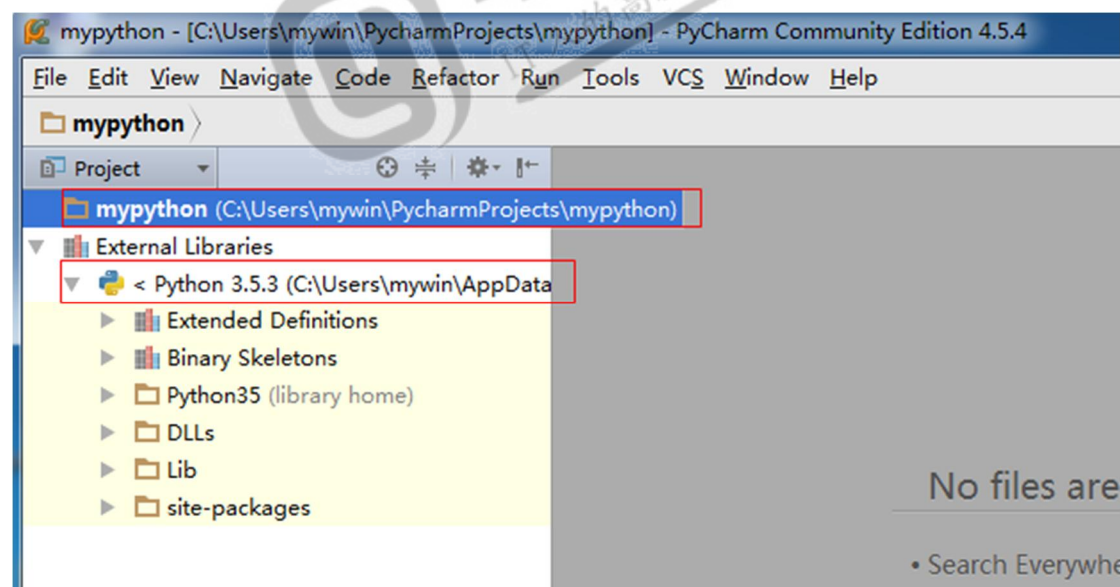 mypython - [C:\Users\mywin\PycharmProjects\mypython] - PyCharm Community Edition 4.5.4
File Edit View Navigate Code Refactor Run Tools VCS Window Help
mypython
Project
mypython (C:\Users\mywin\PycharmProjects\mypython)
External Libraries
< Python 3.5.3 (C:\Users\mywin\AppData
Extended Definitions
Binary Skeletons
Python35 (library home)
DLLs
Lib
site-packages
No files are
• Search Everywhe